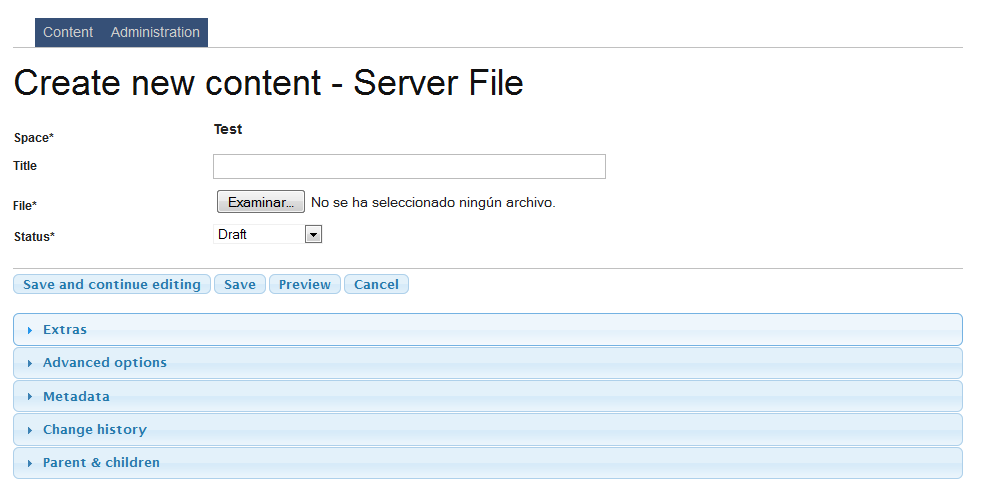 Content Administration
Create new content - Server File
Space* Test
Title
File* Examinar... No se ha seleccionado ningún archivo.
Status* Draft
Save and continue editing Save Preview Cancel
Extras
Advanced options
Metadata
Change history
Parent & children